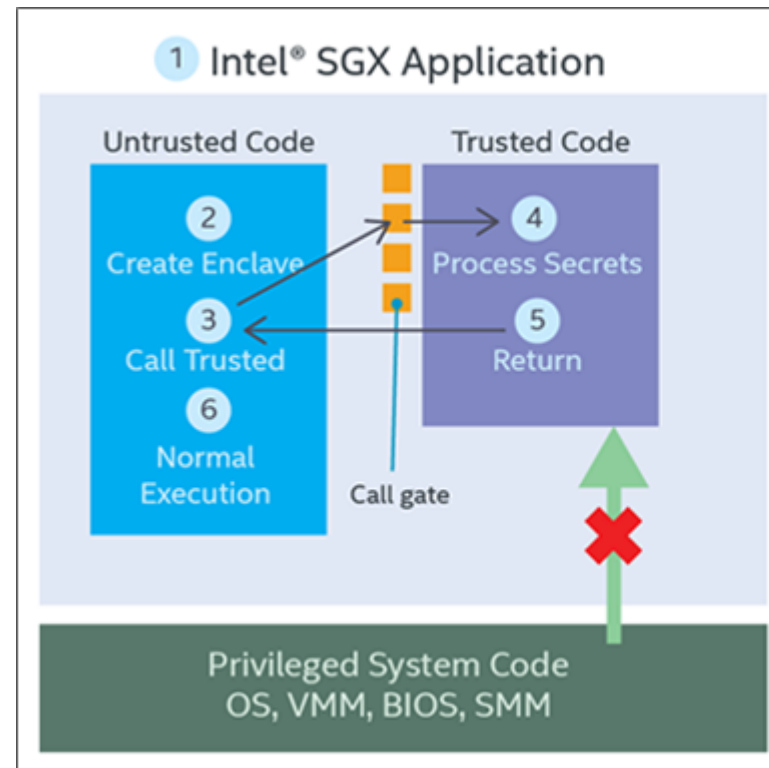 1 Intel® SGX Application
Untrusted Code
Trusted Code
2
Create Enclave
3
Call Trusted
6
Normal
Execution
Call gate
4
Process Secrets
5
Return
Privileged System Code
OS, VMM, BIOS, SMM